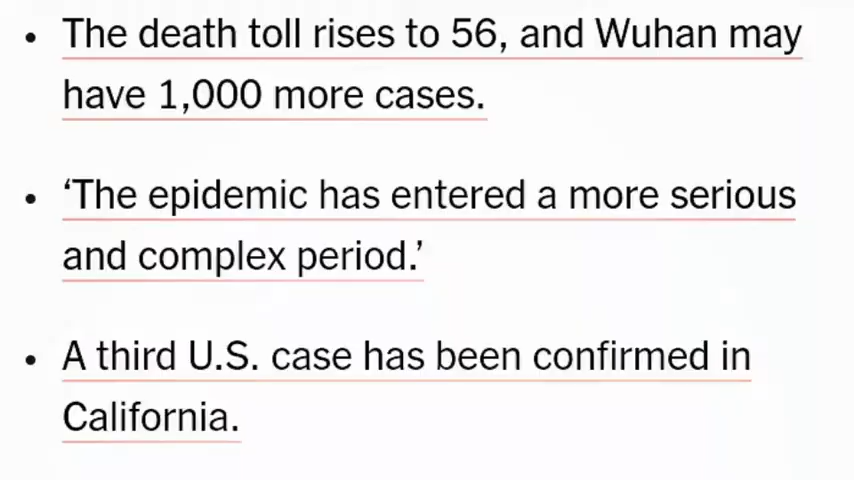 • The death toll rises to 56, and Wuhan may
have 1,000 more cases.
• ‘The epidemic has entered a more serious
and complex period.’
• A third U.S. case has been confirmed in
California.